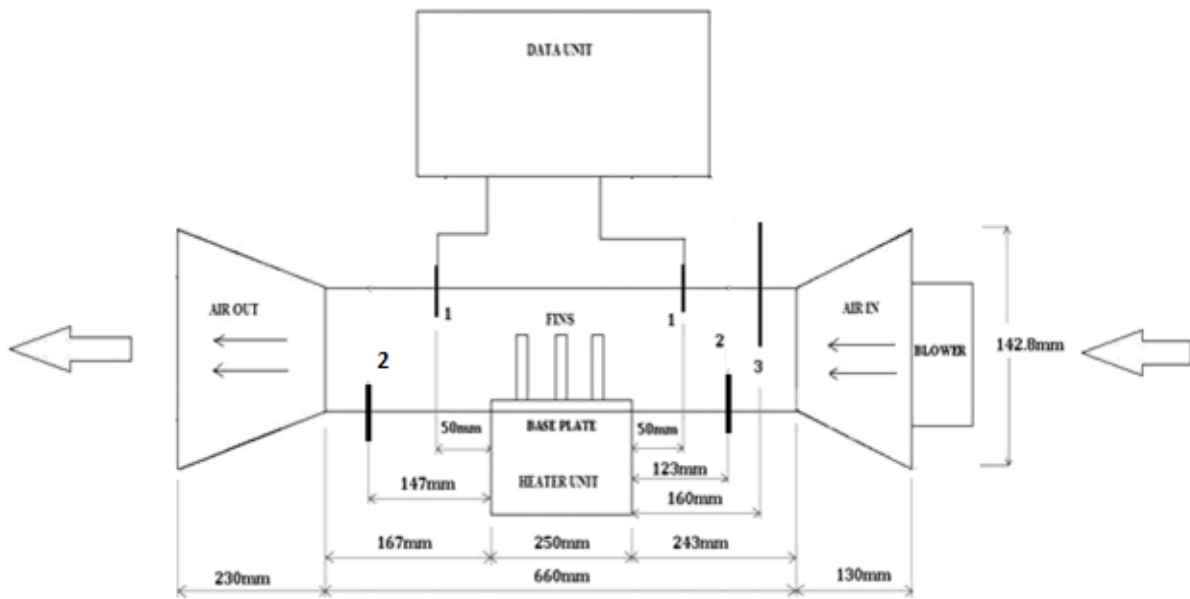 DATA UNIT
AIR OUT
1
FINS
1
AIR IN
2
2
3
BLOWER
142.8mm
50mm
BASE PLATE
50mm
123mm
147mm
HEATER UNIT
160mm
167mm
250mm
243mm
230mm
660mm
130mm